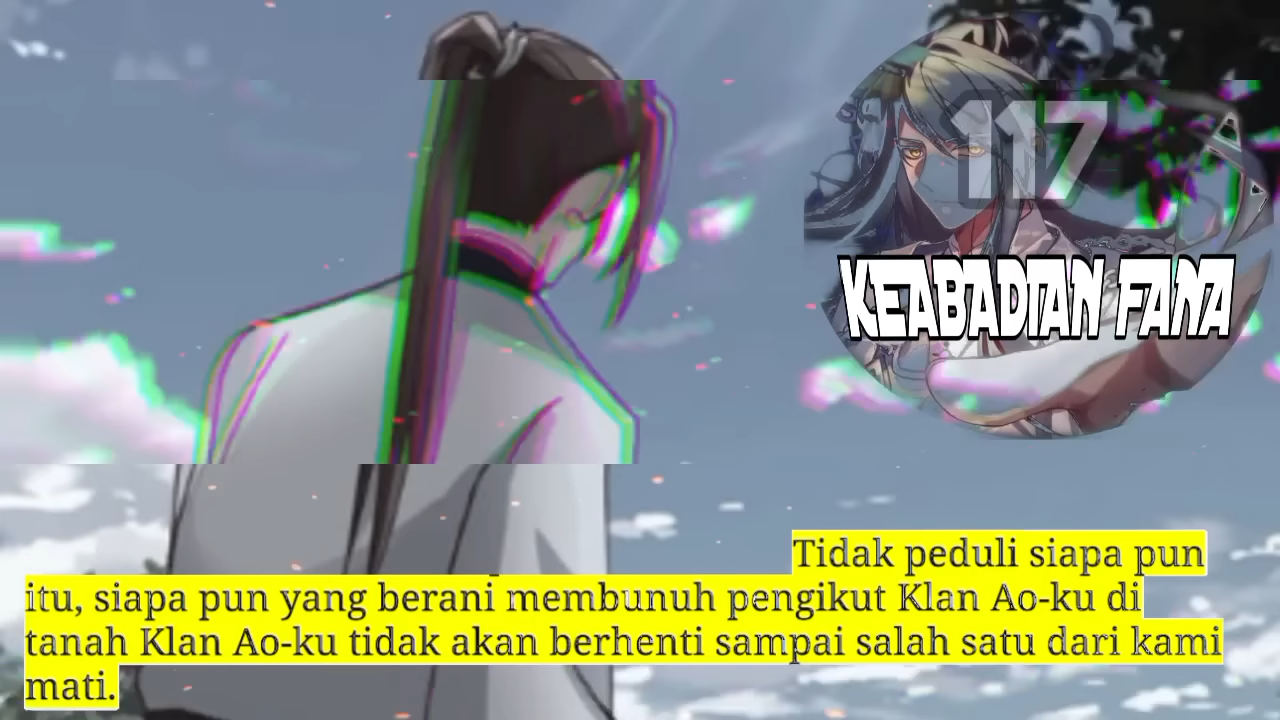 117
KEABADIAN FANA
Tidak peduli siapa pun
itu, siapa pun yang berani membunuh pengikut Klan Ao-ku di
tanah Klan Ao-ku tidak akan berhenti sampai salah satu dari kami
mati.